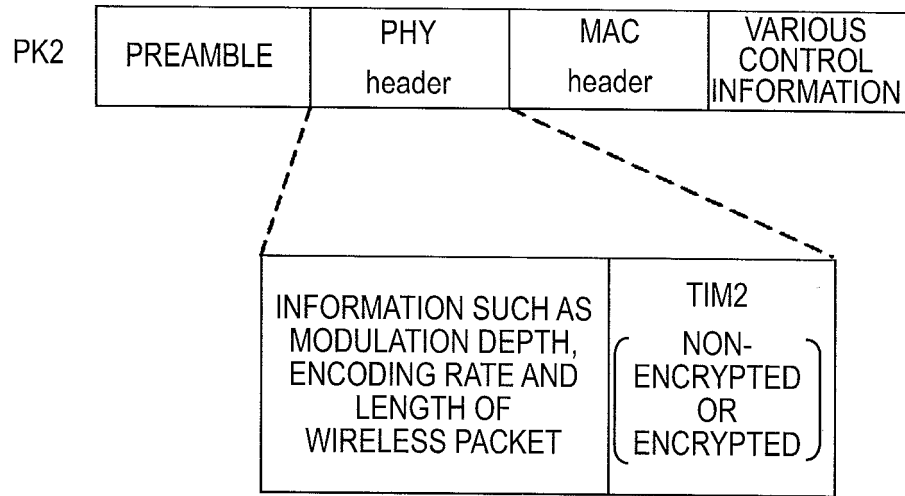 PK2
PREAMBLE
PHY
header
MAC
header
VARIOUS
CONTROL
INFORMATION
INFORMATION SUCH AS
MODULATION DEPTH,
ENCODING RATE AND
LENGTH OF
WIRELESS PACKET
TIM2
NON-
ENCRYPTED
OR
ENCRYPTED